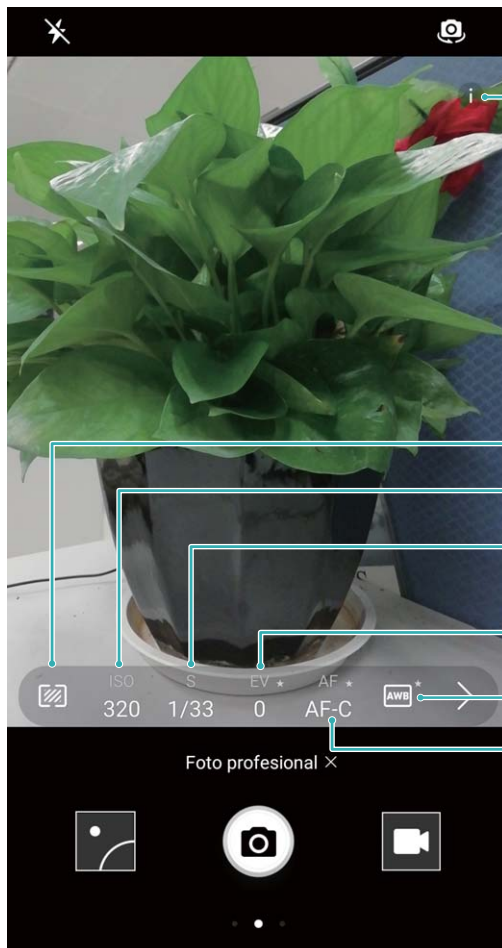 i
ISO S EV ★ AF ★ ★
320 1/33 0 AF-C AWB
Foto profesional ×